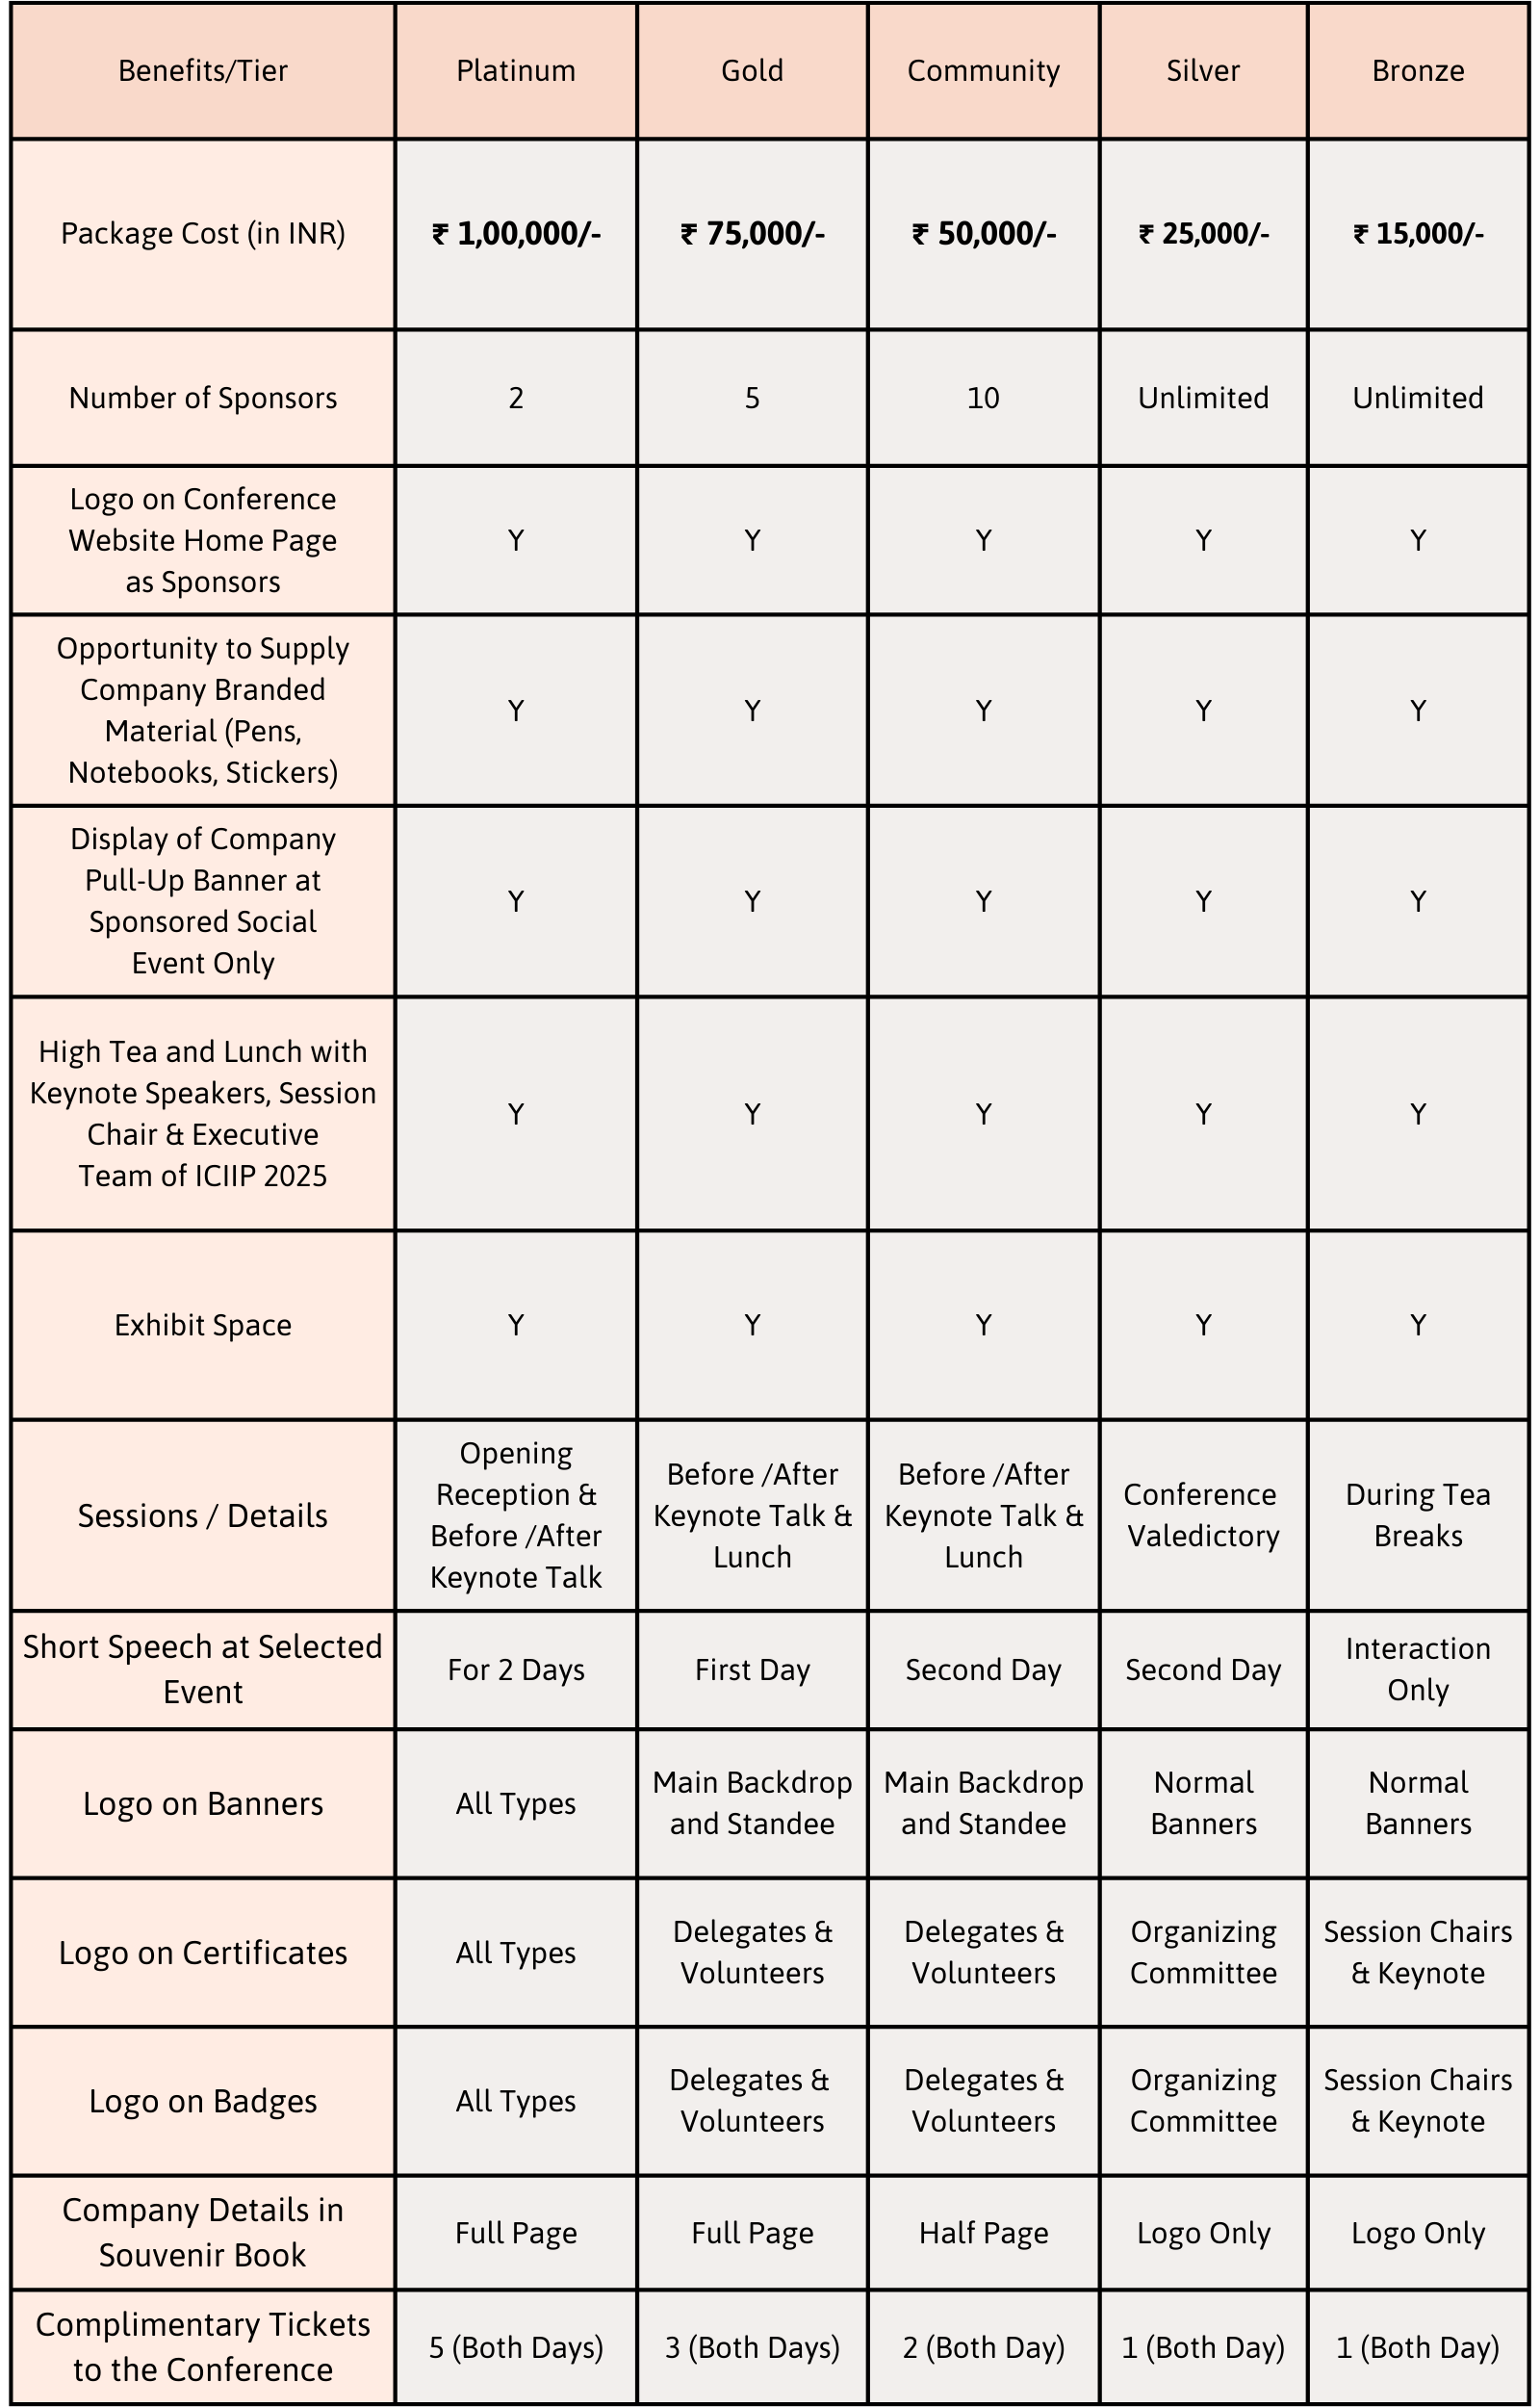 Benefits/Tier Platinum Gold Community Silver Bronze
Package Cost (in INR) ₹ 1,00,000/- ₹ 75,000/- ₹ 50,000/- ₹ 25,000/- ₹ 15,000/-
Number of Sponsors 2 5 10 Unlimited Unlimited
Logo on Conference
Website Home Page
as Sponsors
Y Y Y Y Y
Opportunity to Supply
Company Branded
Material (Pens,
Notebooks, Stickers)
Y Y Y Y Y
Display of Company
Pull-Up Banner at
Sponsored Social
Event Only
Y Y Y Y Y
High Tea and Lunch with
Keynote Speakers, Session
Chair & Executive
Team of ICIIP 2025
Y Y Y Y Y
Exhibit Space Y Y Y Y Y
Sessions / Details
Opening
Reception &
Before /After
Keynote Talk
Before /After
Keynote Talk &
Lunch
Before /After
Keynote Talk &
Lunch
Conference
Valedictory
During Tea
Breaks
Short Speech at Selected
Event
For 2 Days
First Day
Second Day
Second Day
Interaction
Only
Logo on Banners
All Types
Main Backdrop
and Standee
Main Backdrop
and Standee
Normal
Banners
Normal
Banners
Logo on Certificates
All Types
Delegates &
Volunteers
Delegates &
Volunteers
Organizing
Committee
Session Chairs
& Keynote
Logo on Badges
All Types
Delegates &
Volunteers
Delegates &
Volunteers
Organizing
Committee
Session Chairs
& Keynote
Company Details in
Souvenir Book
Full Page
Full Page
Half Page
Logo Only
Logo Only
Complimentary Tickets
to the Conference
5 (Both Days)
3 (Both Days)
2 (Both Day)
1 (Both Day)
1 (Both Day)